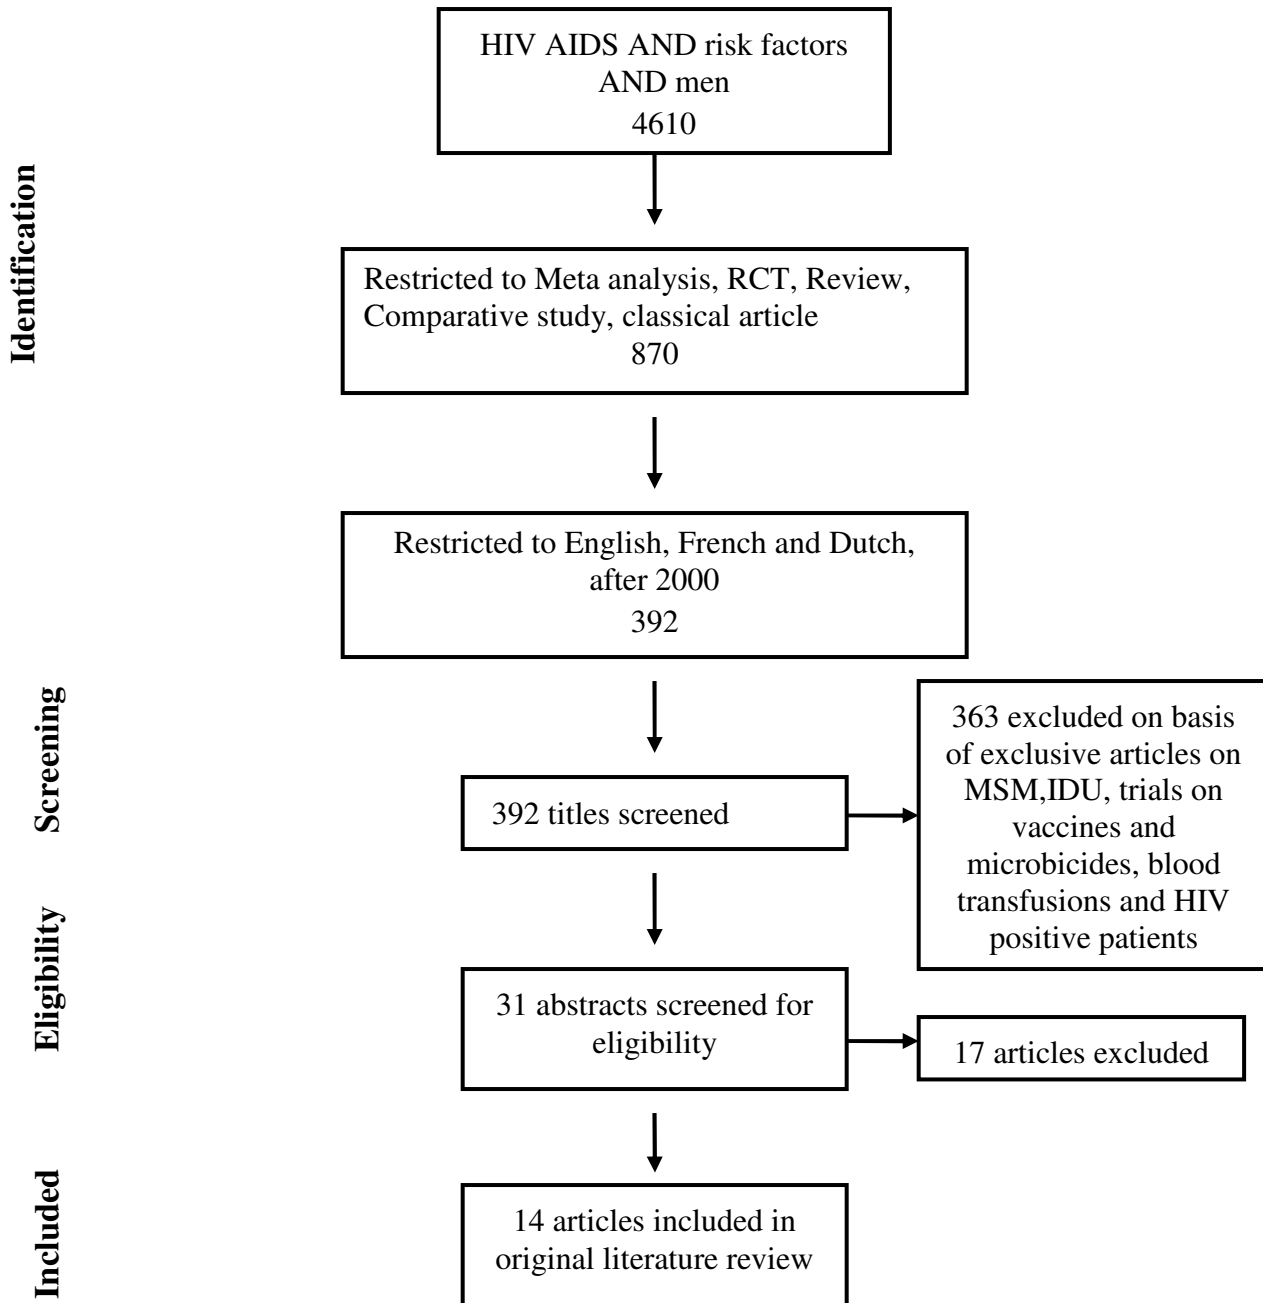 HIV AIDS AND risk factors
AND men
4610
Identification
Restricted to Meta analysis, RCT, Review,
Comparative study, classical article
870
Restricted to English, French and Dutch,
after 2000
392
Screening
392 titles screened
363 excluded on basis
of exclusive articles on
MSM,IDU, trials on
vaccines and
microbicides, blood
transfusions and HIV
positive patients
Eligibility
31 abstracts screened for
eligibility
17 articles excluded
Included
14 articles included in
original literature review